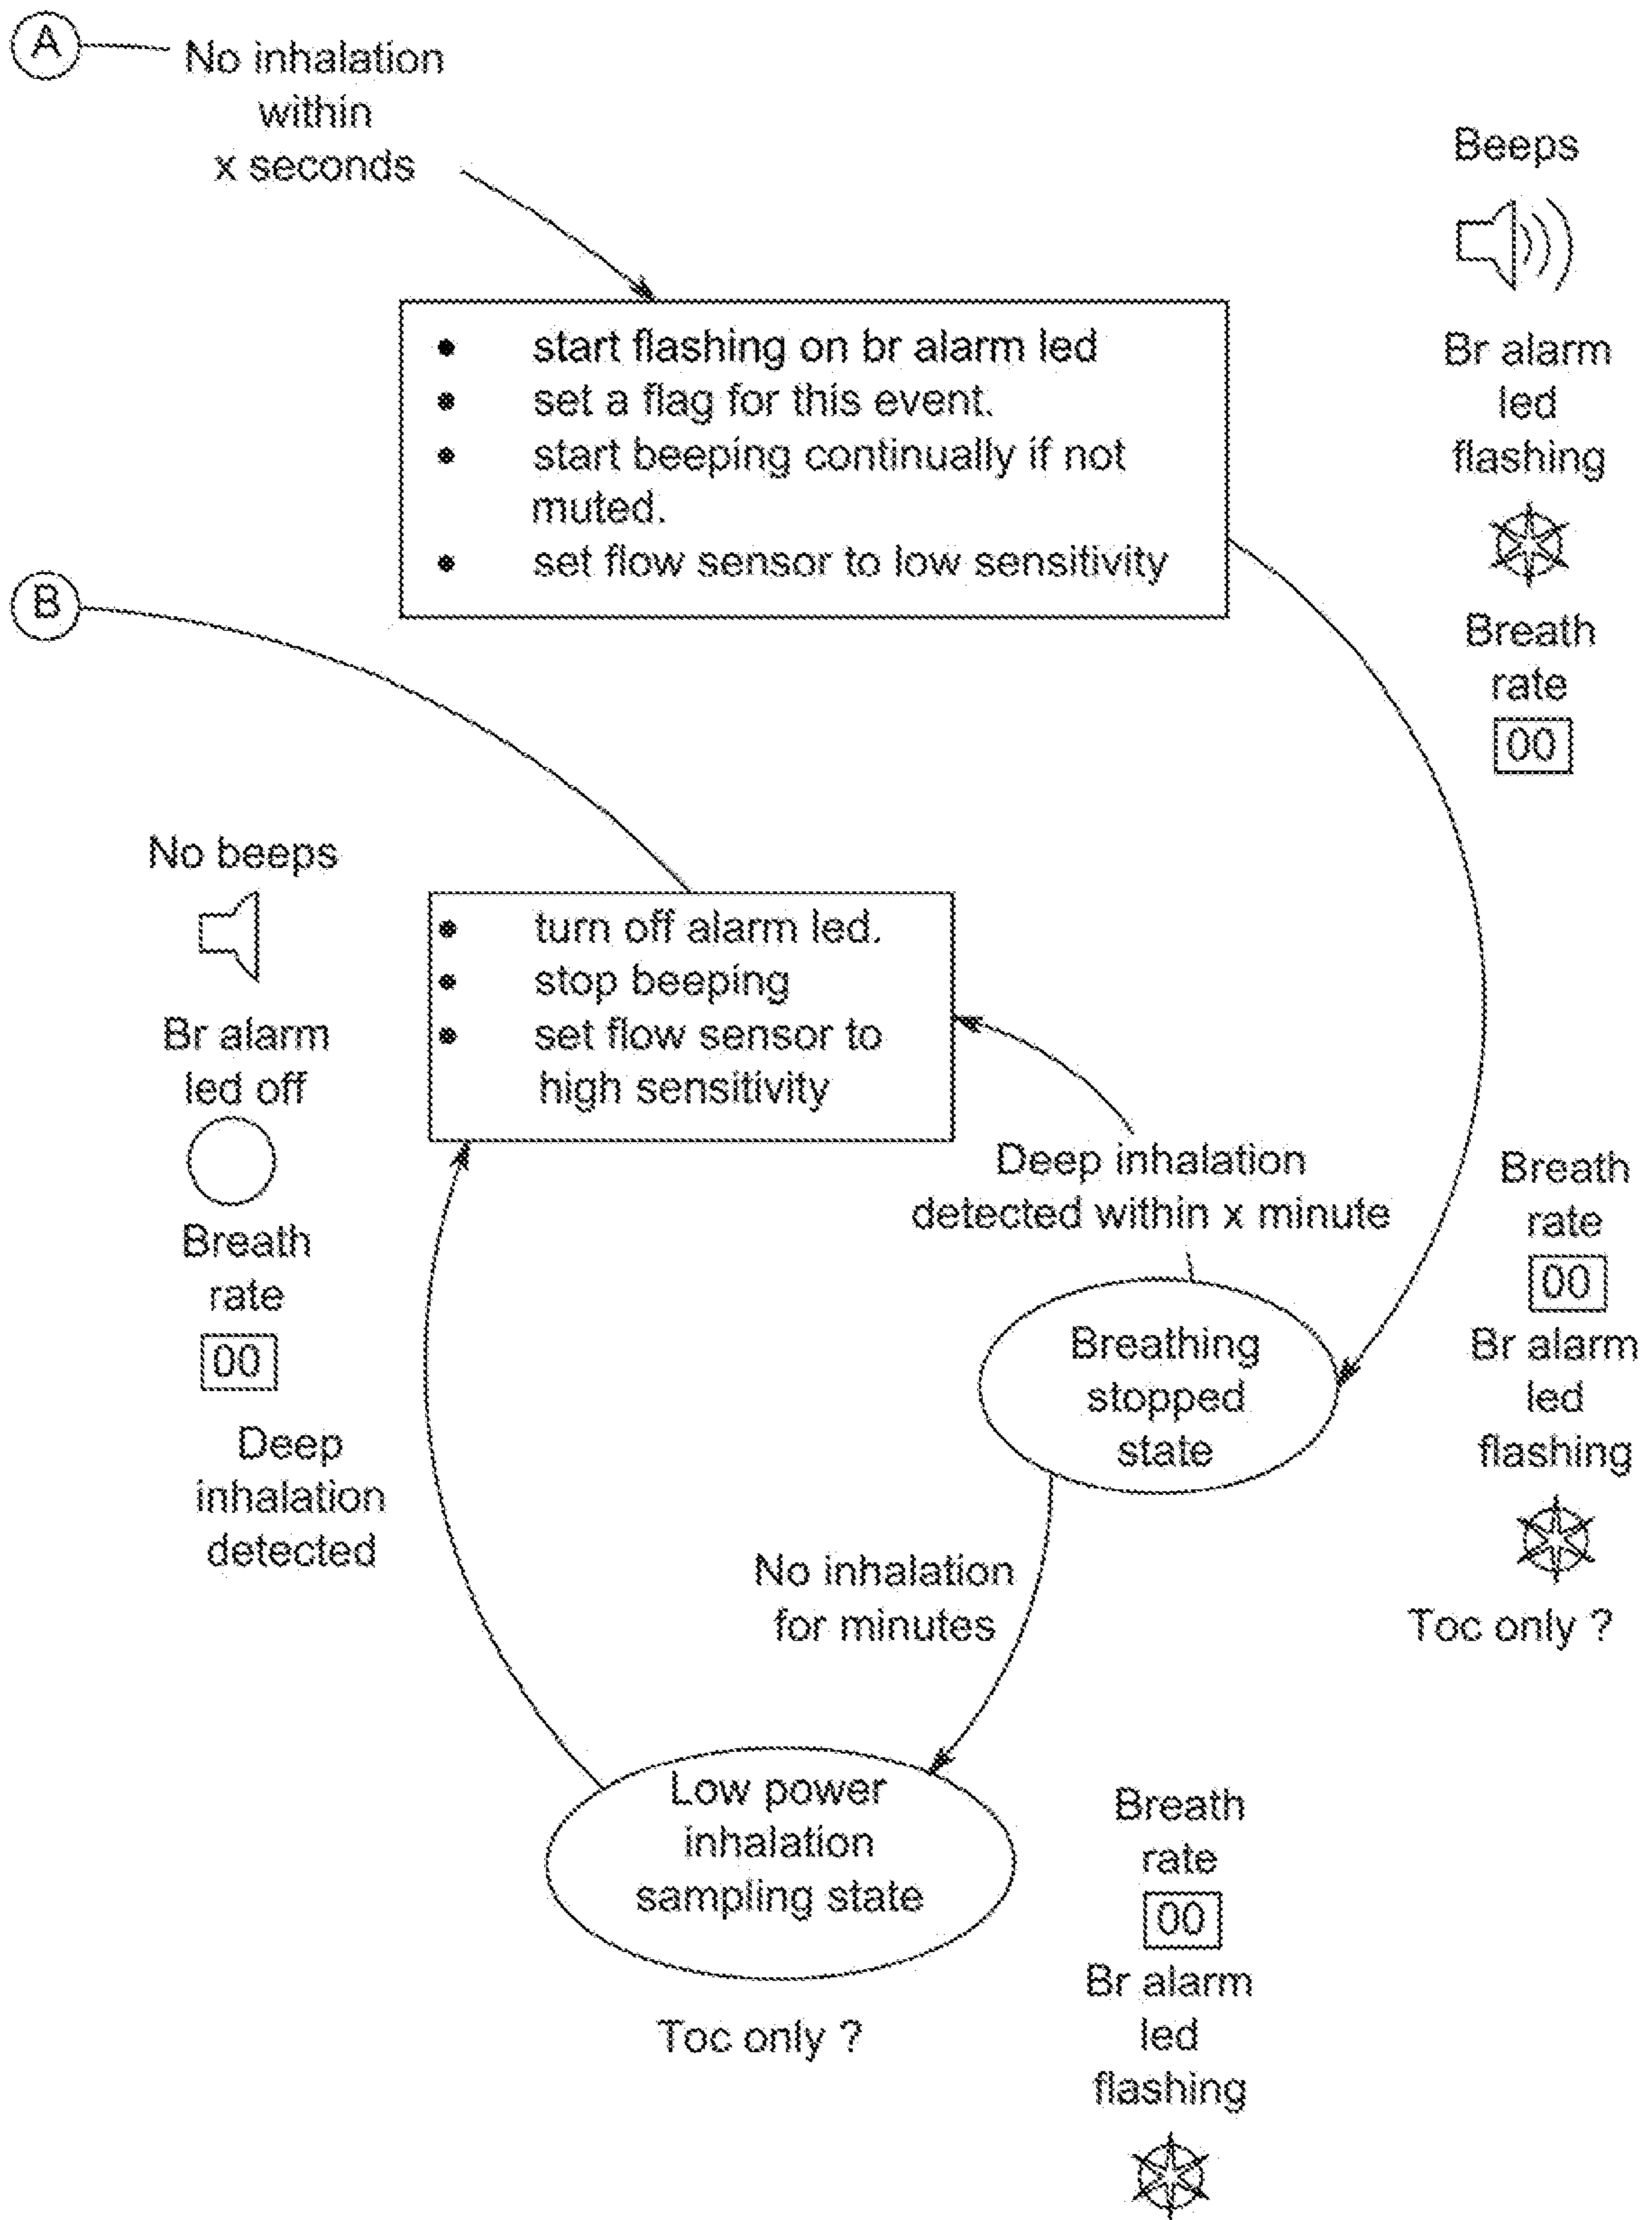 A
No inhalation
within
x seconds
Beeps
Br alarm
led
flashing
Breath
rate
00
• start flashing on br alarm led
• set a flag for this event.
• start beeping continually if not
muted.
• set flow sensor to low sensitivity
B
No beeps
Br alarm
led off
Breath
rate
00
• turn off alarm led.
• stop beeping
• set flow sensor to
high sensitivity
Deep inhalation
detected within x minute
Breathing
stopped
state
Breath
rate
00
Br alarm
led
flashing
Toc only ?
Deep
inhalation
detected
No inhalation
for minutes
Low power
inhalation
sampling state
Toc only ?
Breath
rate
00
Br alarm
led
flashing